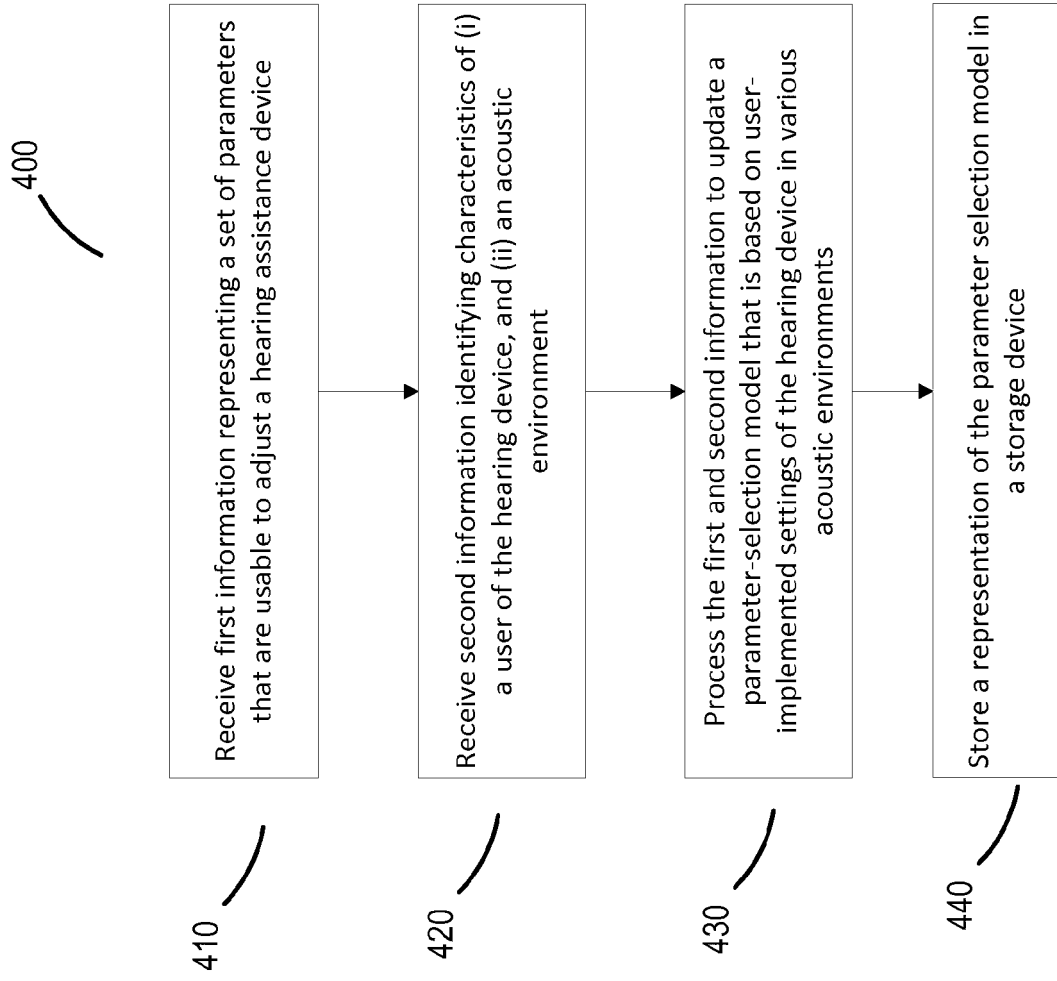 400
410
Receive first information representing a set of parameters
that are usable to adjust a hearing assistance device
420
Receive second information identifying characteristics of (i)
a user of the hearing device, and (ii) an acoustic
environment
430
Process the first and second information to update a
parameter-selection model that is based on user-
implemented settings of the hearing device in various
acoustic environments
440
Store a representation of the parameter selection model in
a storage device